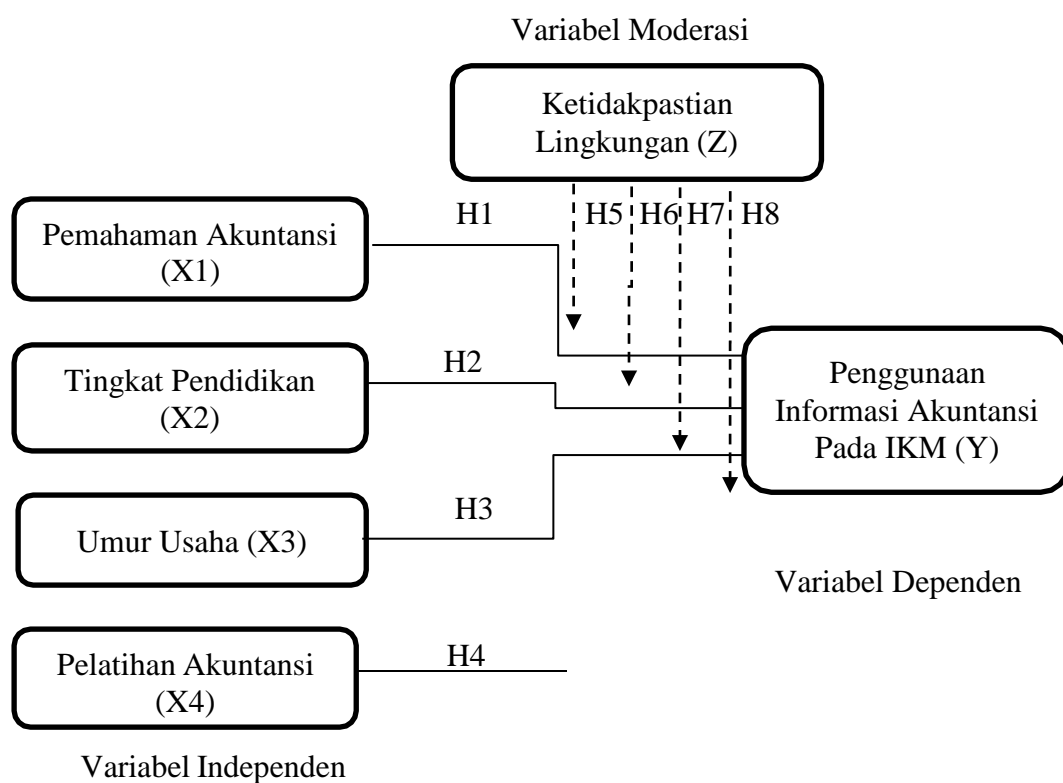 Variabel Moderasi
Ketidakpastian
Lingkungan (Z)
H1
H5
H6
H7
H8
Pemahaman Akuntansi
(X1)
H2
Tingkat Pendidikan
(X2)
Penggunaan
Informasi Akuntansi
Pada IKM (Y)
H3
Umur Usaha (X3)
Variabel Dependen
H4
Pelatihan Akuntansi
(X4)
Variabel Independen